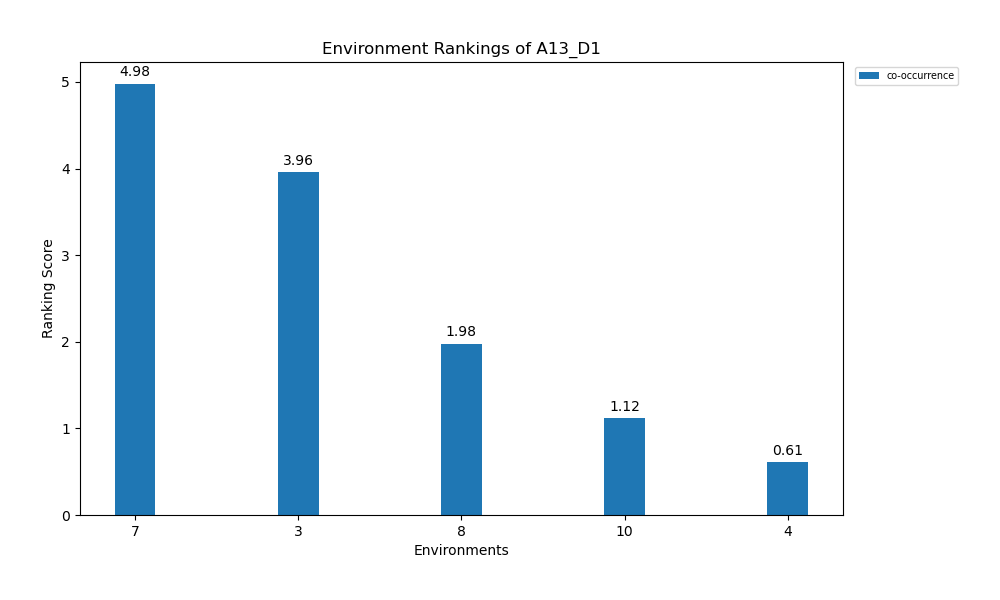 Environment Rankings of A13_D1
co-occurrence
Ranking Score
5
4
3
2
1
0
4.98
3.96
1.98
1.12
0.61
7 3 8 10 4
Environments